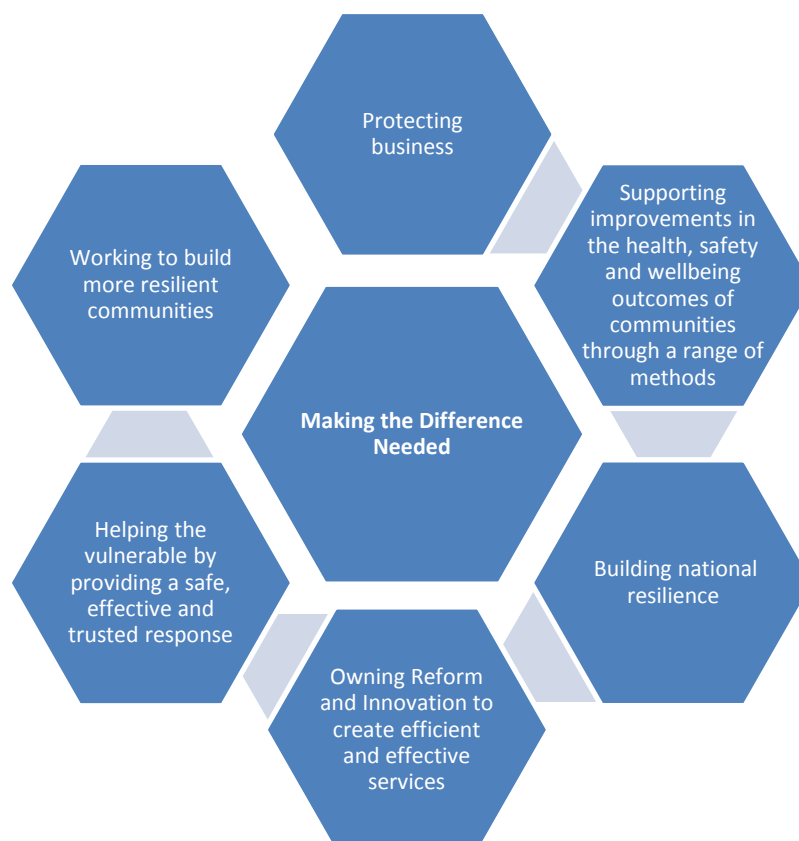 Protecting
business
Supporting
improvements in
the health, safety
and wellbeing
outcomes of
communities
through a range of
methods
Working to build
more resilient
communities
Making the Difference
Needed
Helping the
vulnerable by
providing a safe,
effective and
trusted response
Building national
resilience
Owning Reform
and Innovation to
create efficient
and effective
services